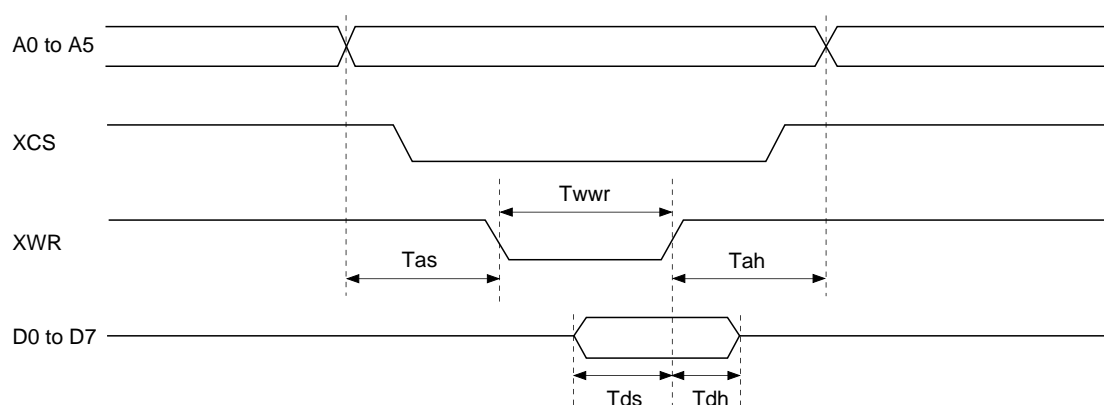 A0 to A5
XCS
Twwr
XWR
Tas
Tah
D0 to D7
Tds
Tdh